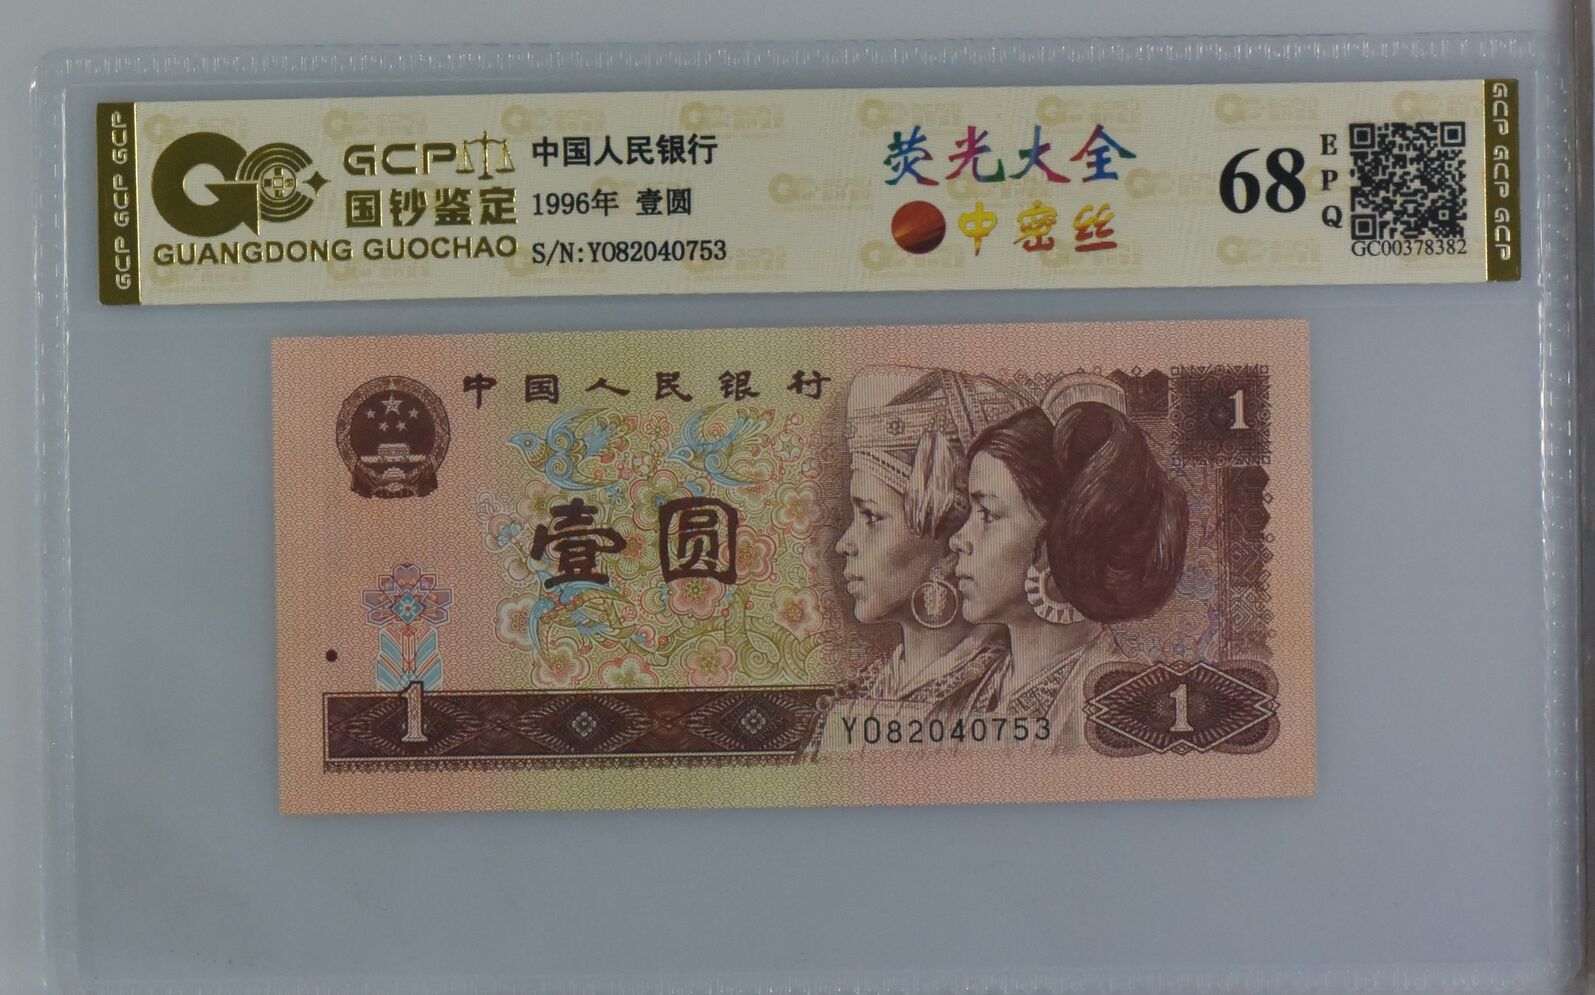 GCP
国钞鉴定
GUANGDONG GUOCHAO
中国人民银行
1996年 壹圆
S/N:Y082040753
荧光大全
中密丝
68
EPQ
GC00378382
GCP GCP GCP
GCP GCP GCP
中国人民银行
壹圆
1
1
Y082040753
1